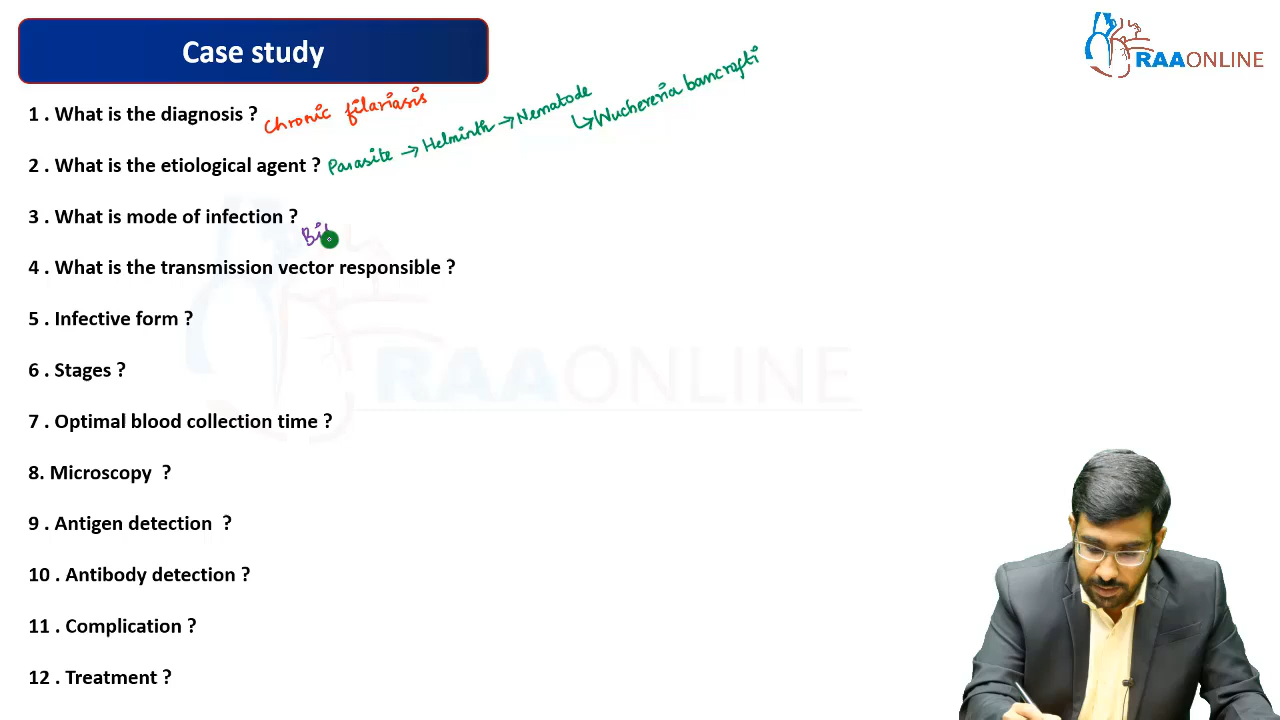 Case study
RAAONLINE
1 . What is the diagnosis ? Chronic filariasis
2 . What is the etiological agent ? Parasite → Helminth → Nematode
↳ Wuchereria bancrofti
3 . What is mode of infection ?
4 . What is the transmission vector responsible ?
5 . Infective form ?
6 . Stages ?
RAAONLINE
7 . Optimal blood collection time ?
8. Microscopy ?
9 . Antigen detection ?
10 . Antibody detection ?
11 . Complication ?
12 . Treatment ?